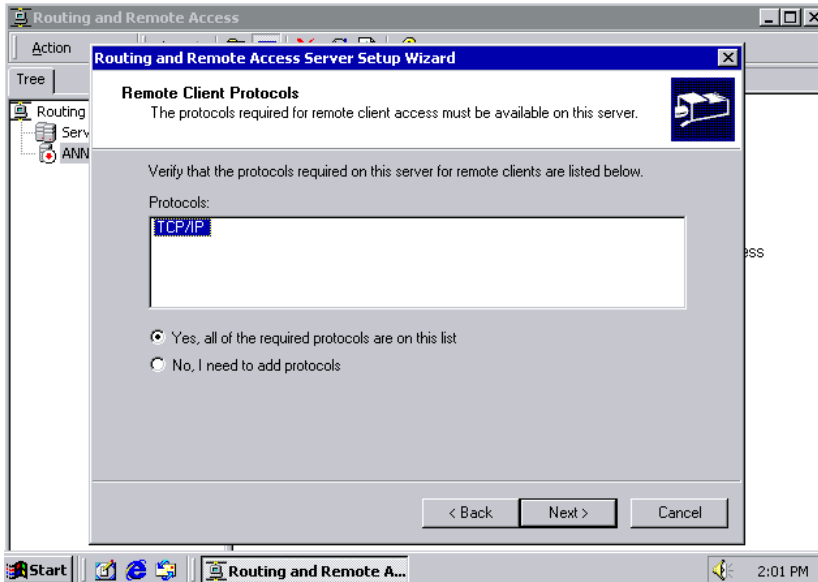 Routing and Remote Access
Action
Tree
Routing
Serv
ANN
ess
Routing and Remote Access Server Setup Wizard
Remote Client Protocols
The protocols required for remote client access must be available on this server.
Verify that the protocols required on this server for remote clients are listed below.
Protocols:
TCP/IP
Yes, all of the required protocols are on this list
No, I need to add protocols
< Back Next > Cancel
Start Routing and Remote A... 2:01 PM